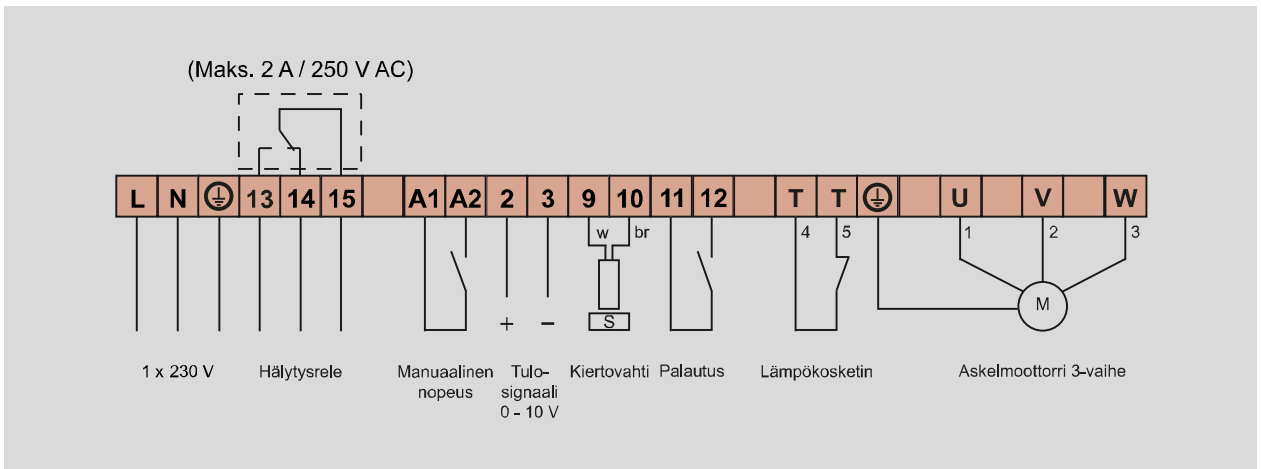 (Maks. 2 A / 250 V AC)
L N 13 14 15 A1 A2 2 3 9 10 11 12 T T U V W
w br 4 5 1 2 3
M
S
+ −
1 x 230 V Hälytysrele Manuaalinen Tulo- Kiertovahti Palautus Lämpökosketin Askelmoottorri 3-vaihe
nopeus signaali
0 - 10 V